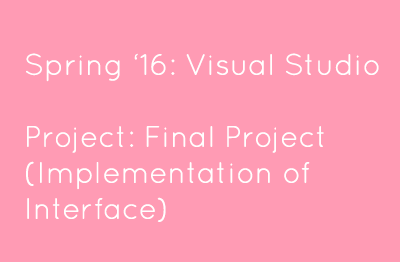 Spring ‘16: Visual Studio
Project: Final Project
(Implementation of
Interface)